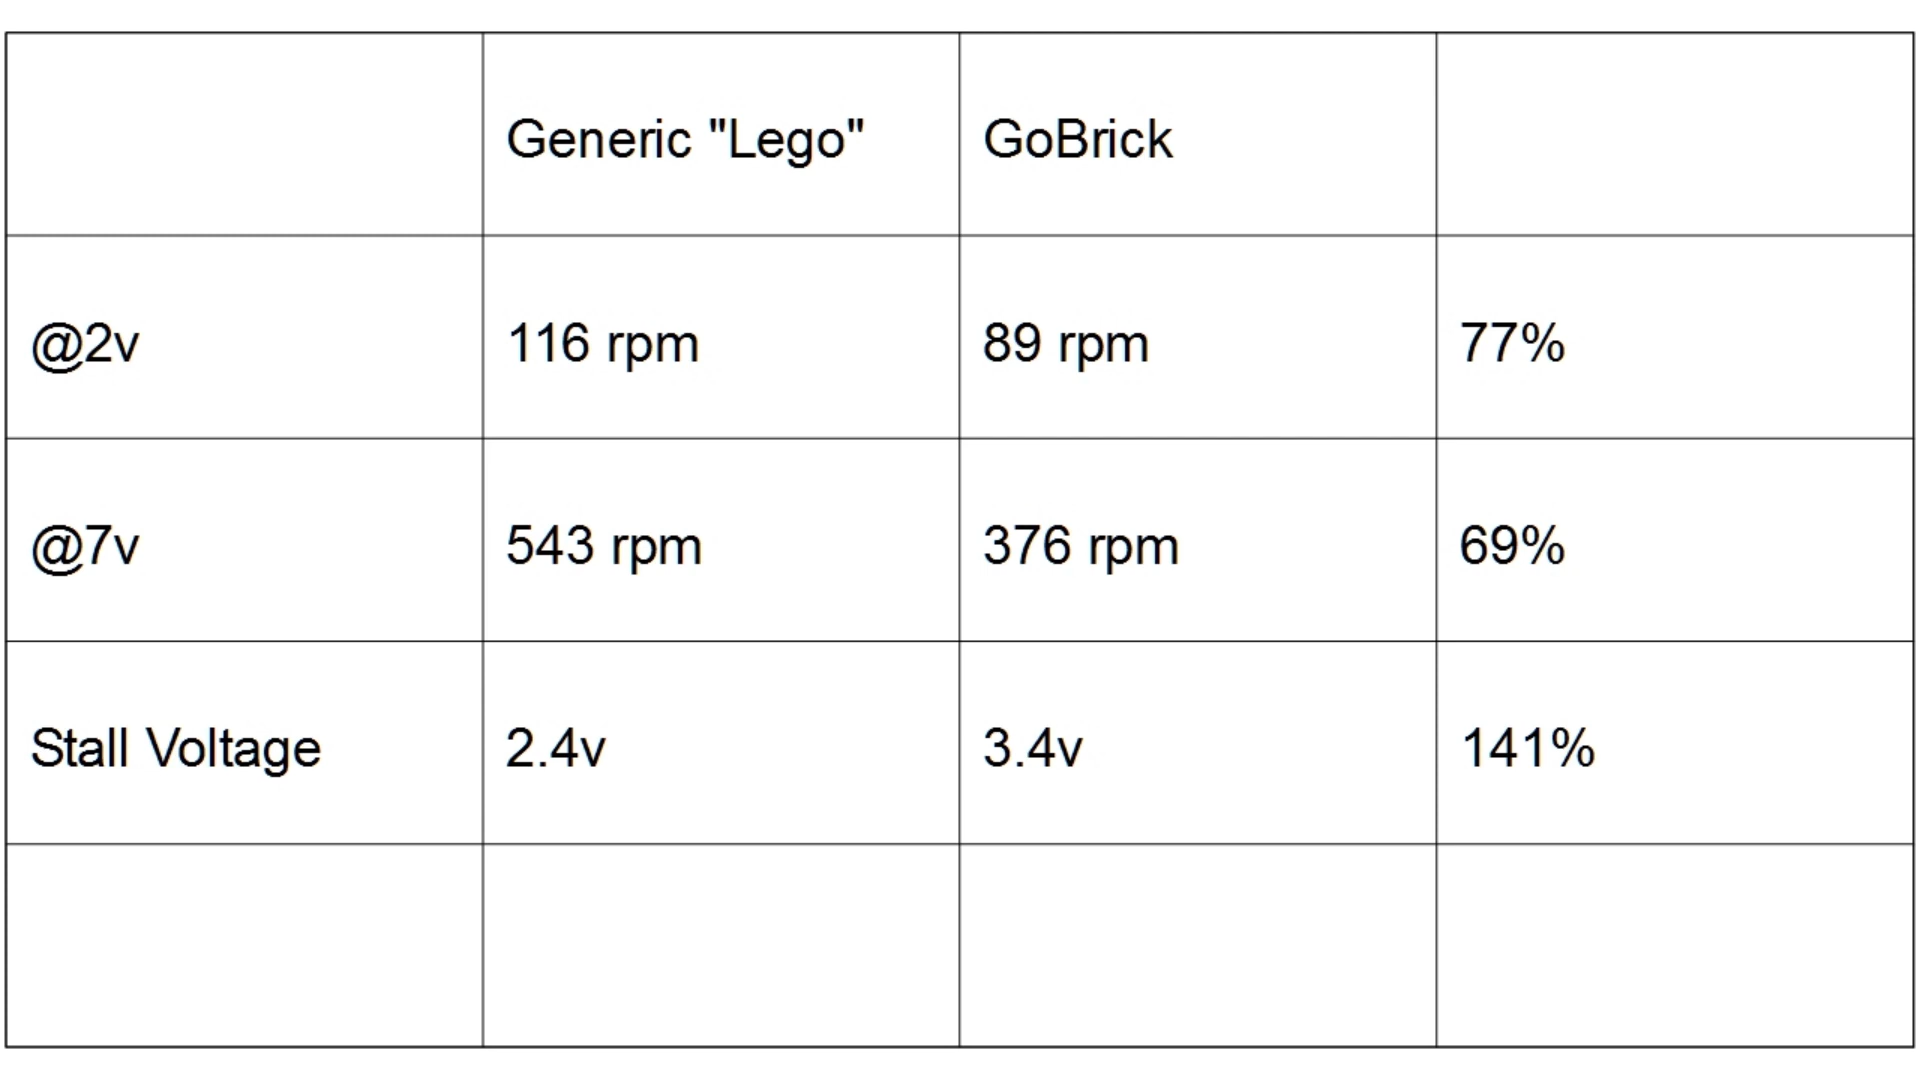 Generic "Lego" GoBrick
@2v 116 rpm 89 rpm 77%
@7v 543 rpm 376 rpm 69%
Stall Voltage 2.4v 3.4v 141%